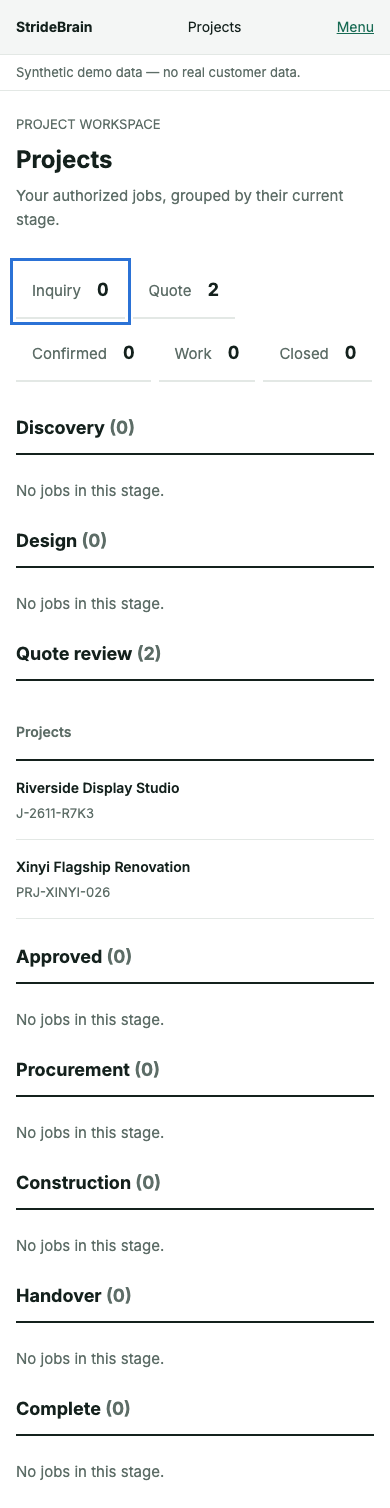 StrideBrain Projects Menu
Synthetic demo data — no real customer data.
PROJECT WORKSPACE
Projects
Your authorized jobs, grouped by their current
stage.
Inquiry 0 Quote 2
Confirmed 0 Work 0 Closed 0
Discovery (0)
No jobs in this stage.
Design (0)
No jobs in this stage.
Quote review (2)
Projects
Riverside Display Studio
J-2611-R7K3
Xinyi Flagship Renovation
PRJ-XINYI-026
Approved (0)
No jobs in this stage.
Procurement (0)
No jobs in this stage.
Construction (0)
No jobs in this stage.
Handover (0)
No jobs in this stage.
Complete (0)
No jobs in this stage.